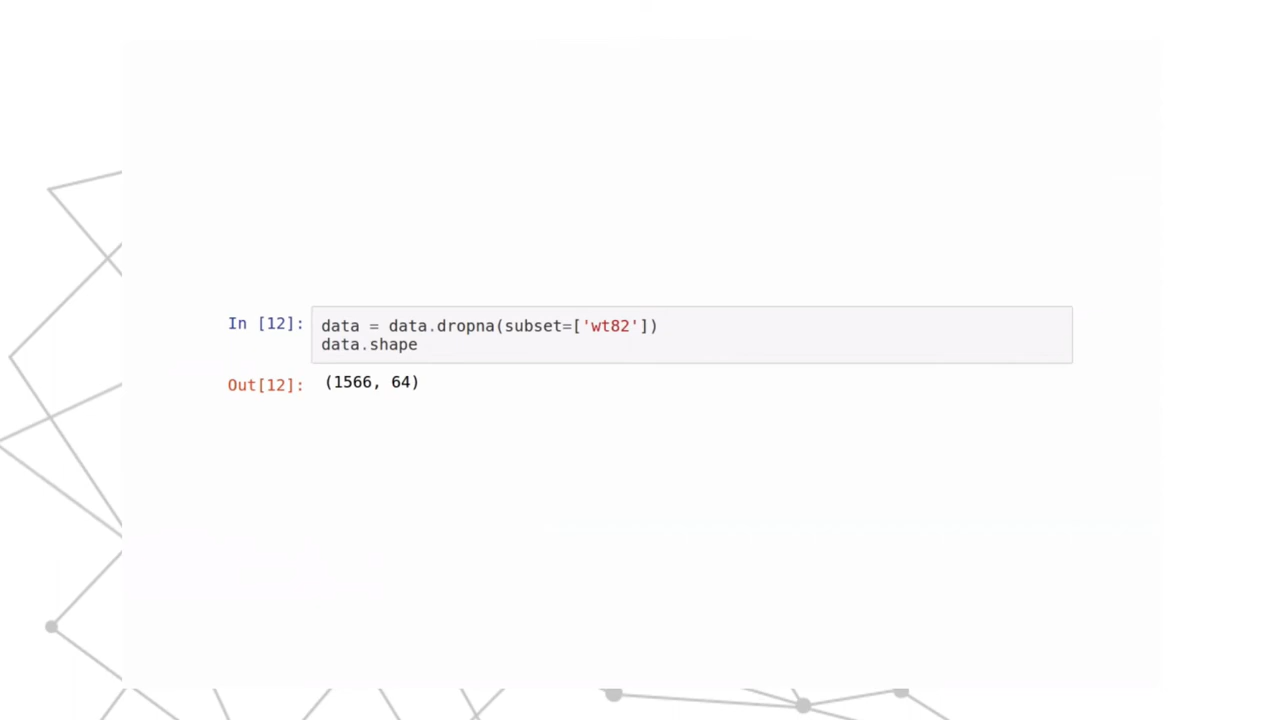 In [12]: data = data.dropna(subset=['wt82'])
data.shape
Out[12]: (1566, 64)